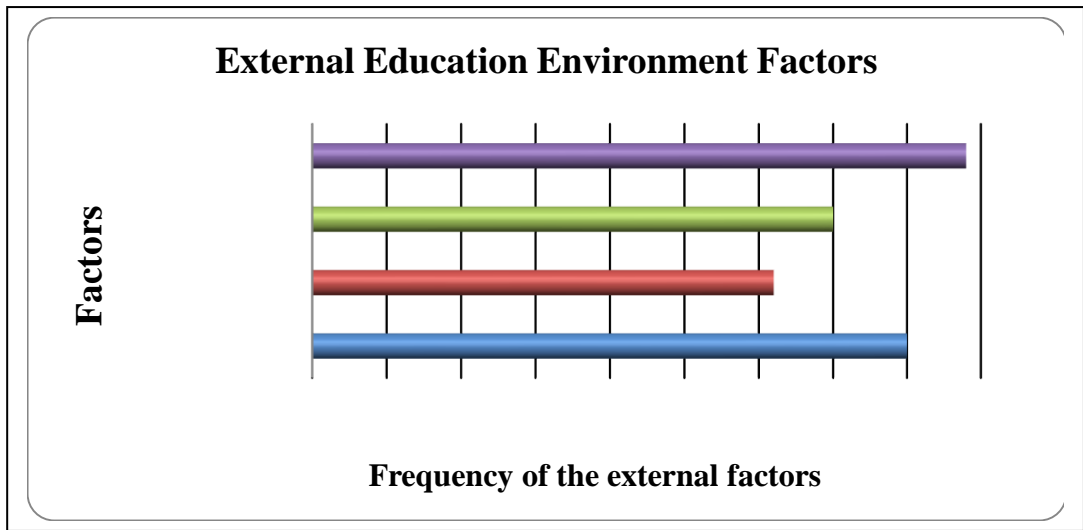 External Education Environment Factors
Factors
Frequency of the external factors